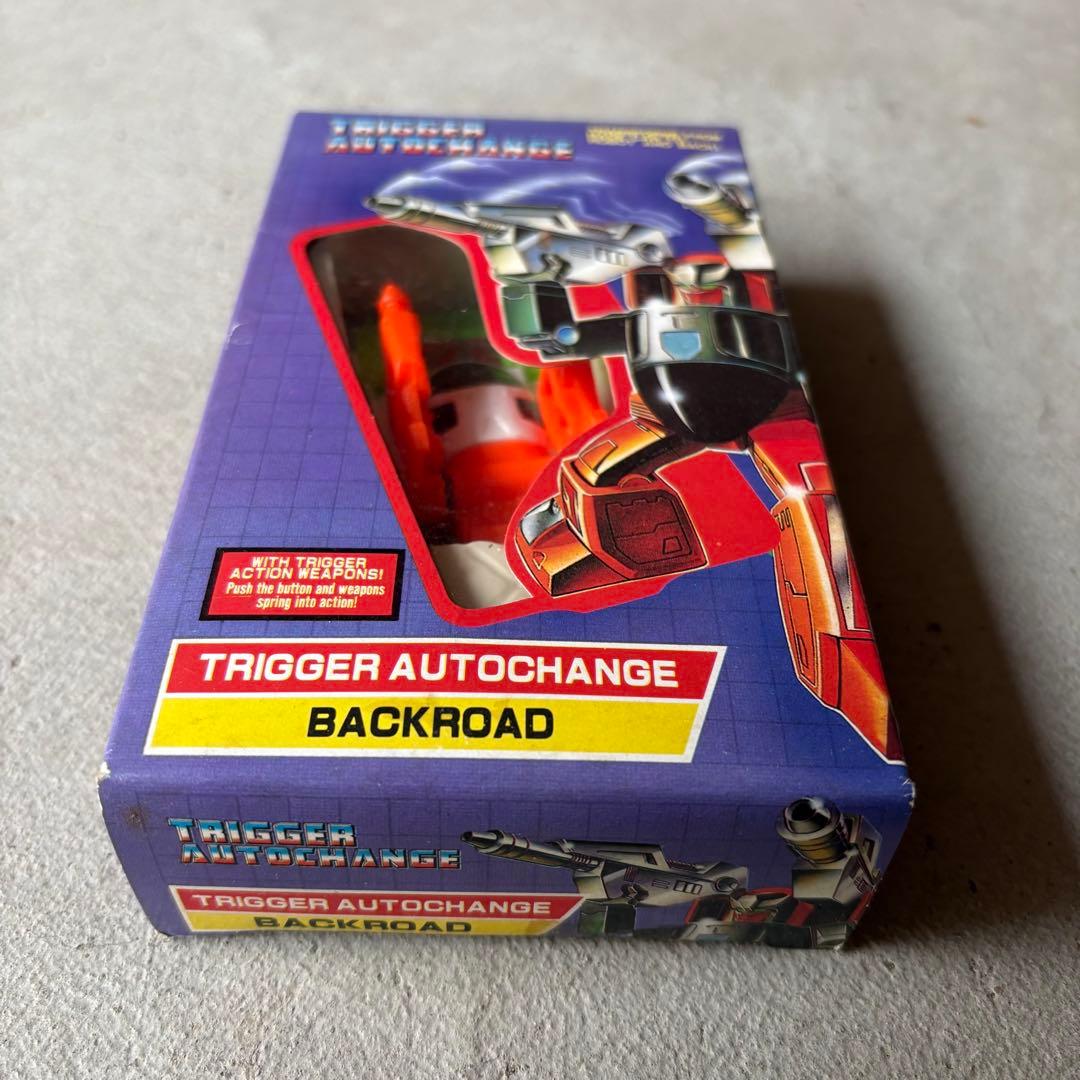 TRIGGER
AUTOCHANGE
WITH TRIGGER
ACTION WEAPONS!
Push the button and weapons
spring into action!
TRIGGER AUTOCHANGE
BACKROAD
TRIGGER
AUTOCHANGE
TRIGGER AUTOCHANGE
BACKROAD